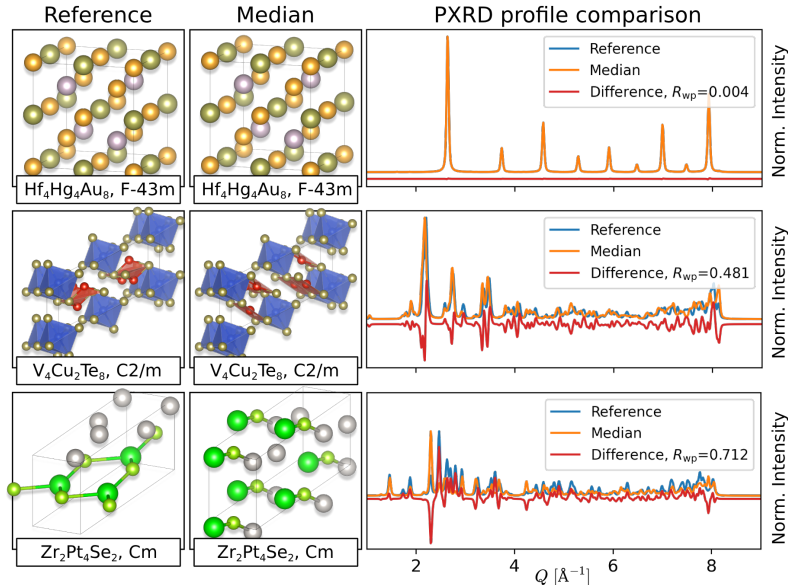 Reference Median PXRD profile comparison
Reference
Median
Difference, Rwp=0.004
Norm. Intensity
Hf₄Hg₄Au₈, F-43m
Hf₄Hg₄Au₈, F-43m
Reference
Median
Difference, Rwp=0.481
Norm. Intensity
V₄Cu₂Te₈, C2/m
V₄Cu₂Te₈, C2/m
Reference
Median
Difference, Rwp=0.712
Norm. Intensity
Zr₂Pt₄Se₂, Cm
Zr₂Pt₄Se₂, Cm
2 4 6 8
Q [Å⁻¹]